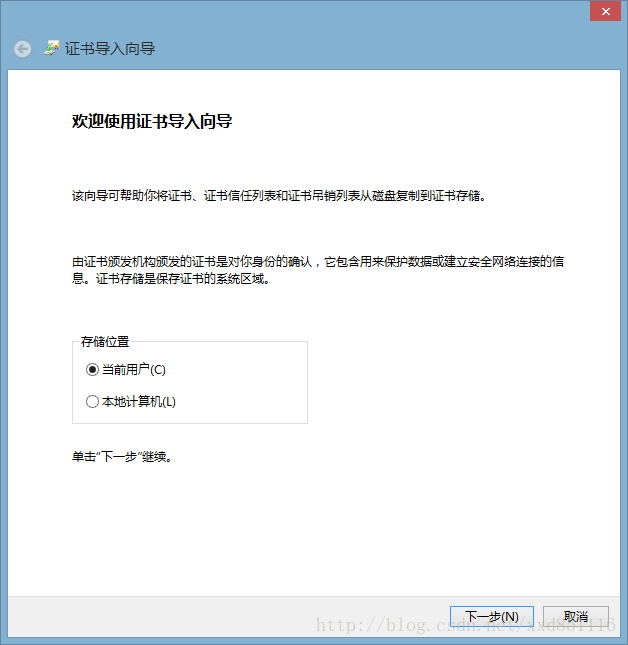 证书导入向导
欢迎使用证书导入向导
该向导可帮助你将证书、证书信任列表和证书吊销列表从磁盘复制到证书存储。
由证书颁发机构颁发的证书是对你身份的确认，它包含用来保护数据或建立安全网络连接的信
息。证书存储是保存证书的系统区域。
存储位置
当前用户(C)
本地计算机(L)
单击"下一步"继续。
下一步(N)
取消